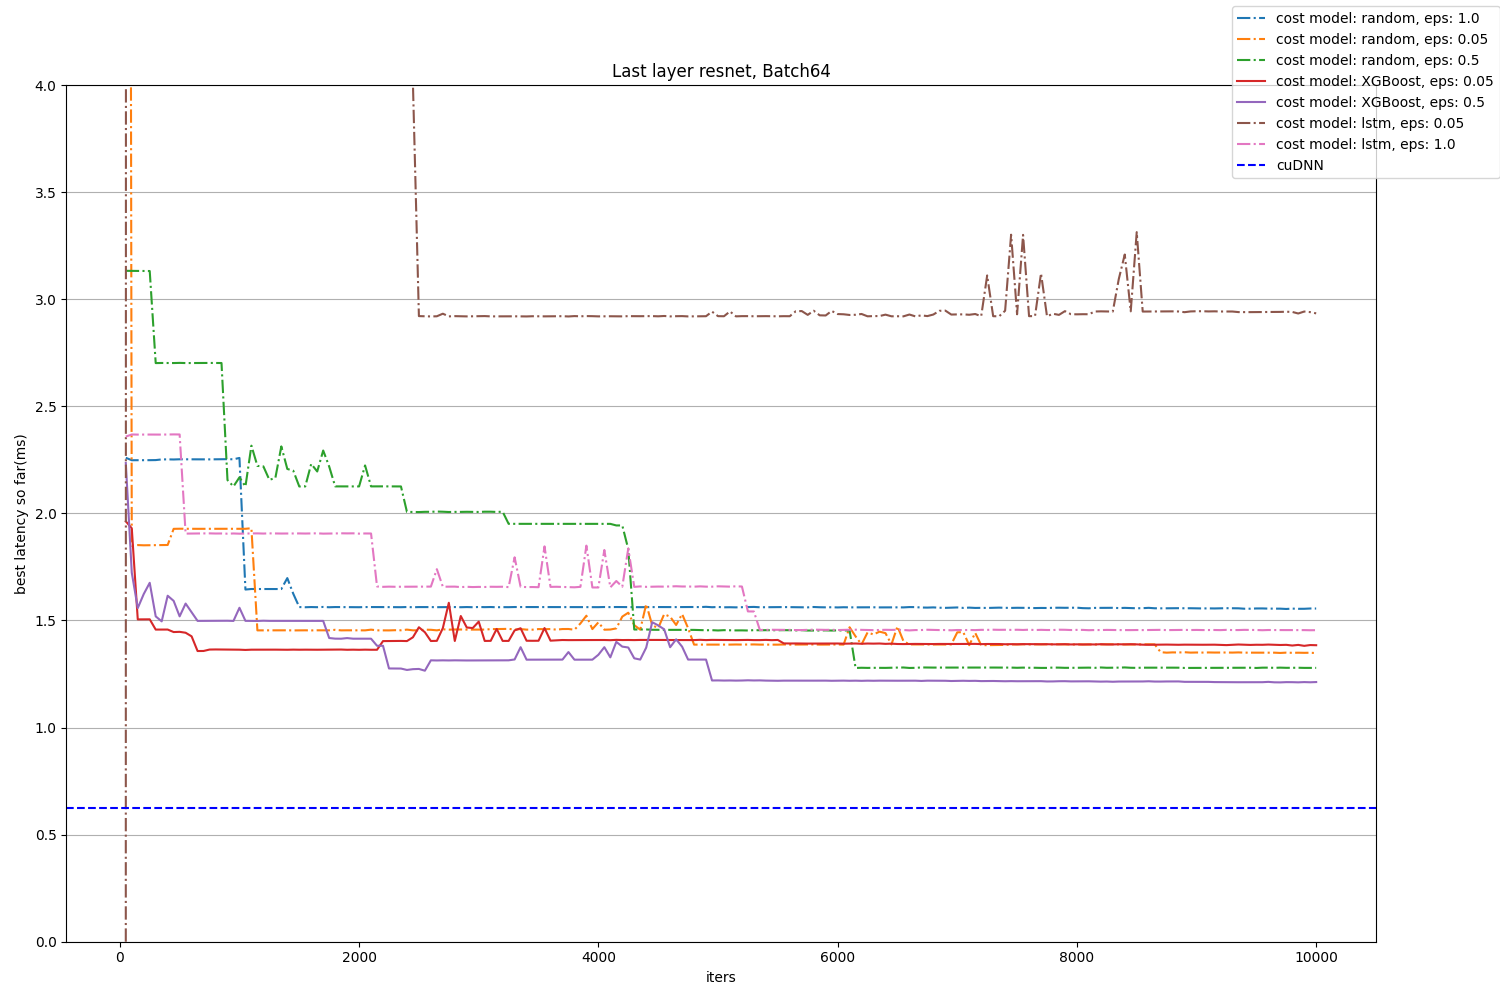 cost model: random, eps: 1.0
cost model: random, eps: 0.05
cost model: random, eps: 0.5
cost model: XGBoost, eps: 0.05
cost model: XGBoost, eps: 0.5
cost model: lstm, eps: 0.05
cost model: lstm, eps: 1.0
cuDNN
Last layer resnet, Batch64
best latency so far(ms)
4.0
3.5
3.0
2.5
2.0
1.5
1.0
0.5
0.0
0 2000 4000 6000 8000 10000
iters